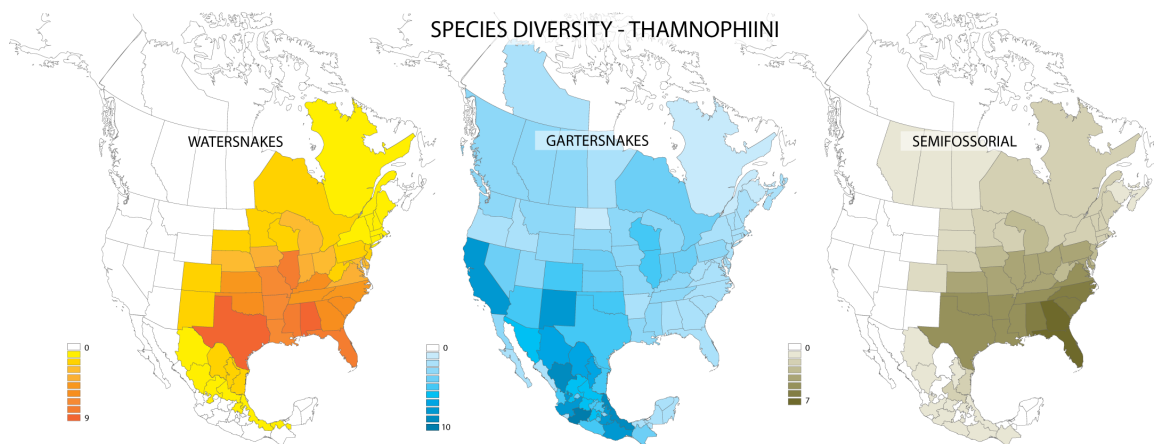 SPECIES DIVERSITY - THAMNOPHIINI
WATERSNAKES
GARTERSNAKES
SEMIFOSSORIAL
0
9
0
10
0
7